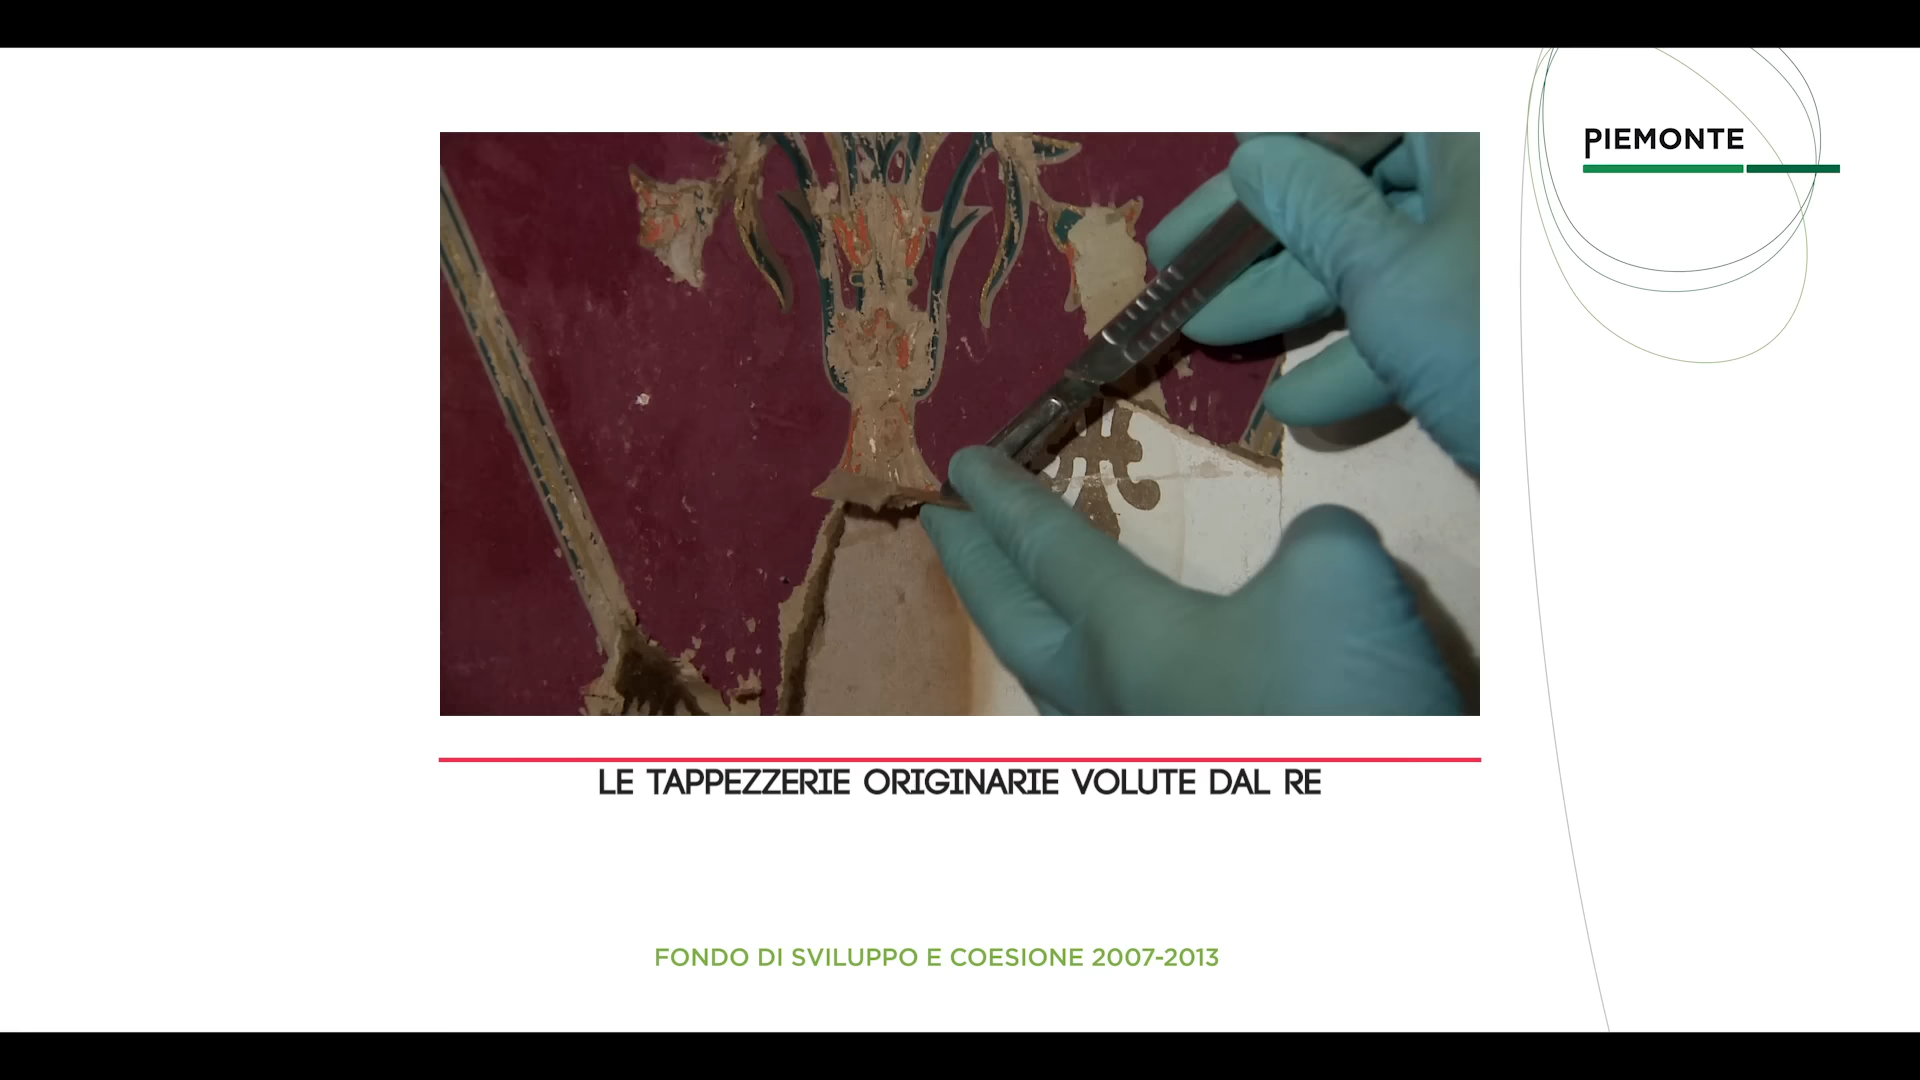 PIEMONTE
LE TAPPEZZERIE ORIGINARIE VOLUTE DAL RE
FONDO DI SVILUPPO E COESIONE 2007-2013